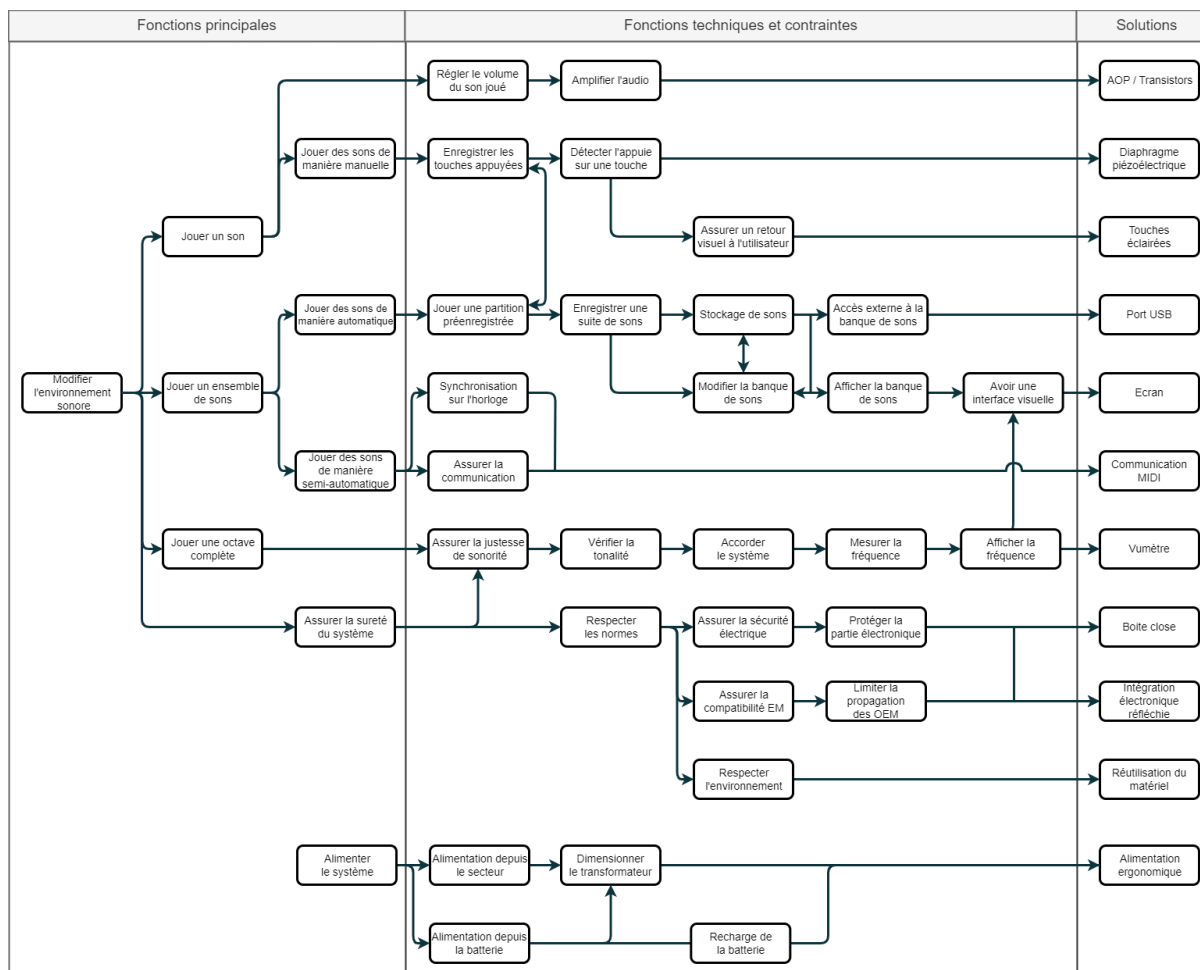 Fonctions principales
Fonctions techniques et contraintes
Solutions
Régler le volume
du son joué
Amplifier l'audio
AOP / Transistors
Jouer des sons de
manière manuelle
Enregistrer les
touches appuyées
Détecter l'appuie
sur une touche
Diaphragme
piézoélectrique
Jouer un son
Assurer un retour
visuel à l'utilisateur
Touches
éclairées
Jouer des sons de
manière automatique
Jouer une partition
préenregistrée
Enregistrer une
suite de sons
Stockage de sons
Accès externe à la
banque de sons
Port USB
Modifier
l'environnement
sonore
Jouer un ensemble
de sons
Synchronisation
sur l'horloge
Modifier la banque
de sons
Afficher la banque
de sons
Avoir une
interface visuelle
Ecran
Jouer des sons
de manière
semi-automatique
Assurer la
communication
Communication
MIDI
Jouer une octave
complète
Assurer la justesse
de sonorité
Vérifier la
tonalité
Accorder
le système
Mesurer la
fréquence
Afficher la
fréquence
Vumètre
Assurer la sureté
du système
Respecter
les normes
Assurer la sécurité
électrique
Protéger la
partie électronique
Boite close
Assurer la
compatibilité EM
Limiter la
propagation
des OEM
Intégration
électronique
réfléchie
Respecter
l'environnement
Réutilisation du
matériel
Alimenter
le système
Alimentation depuis
le secteur
Dimensionner
le transformateur
Alimentation
ergonomique
Alimentation depuis
la batterie
Recharge de
la batterie